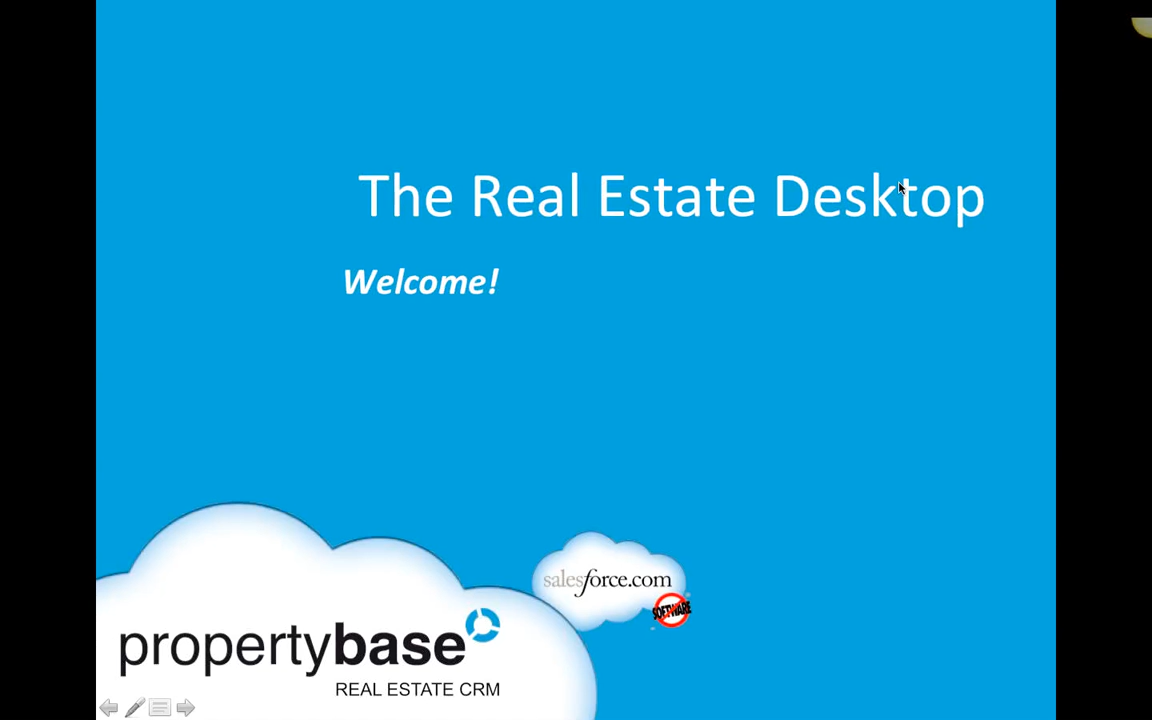 The Real Estate Desktop
Welcome!
salesforce.com
SOFTWARE
propertybase
REAL ESTATE CRM